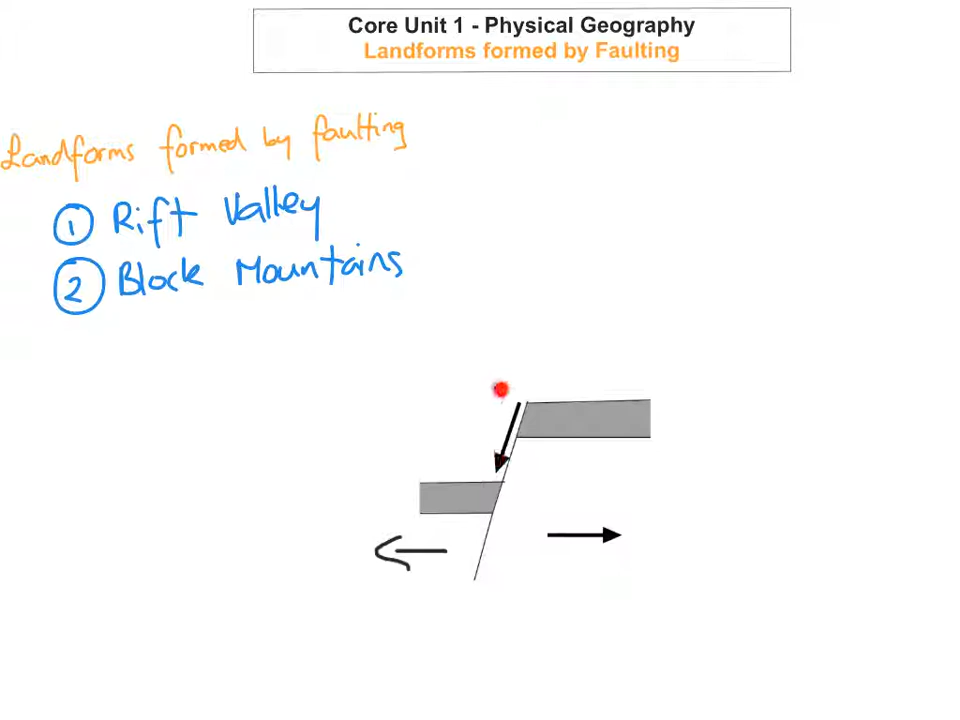 Core Unit 1 - Physical Geography
Landforms formed by Faulting
Landforms formed by faulting
① Rift Valley
② Block Mountains